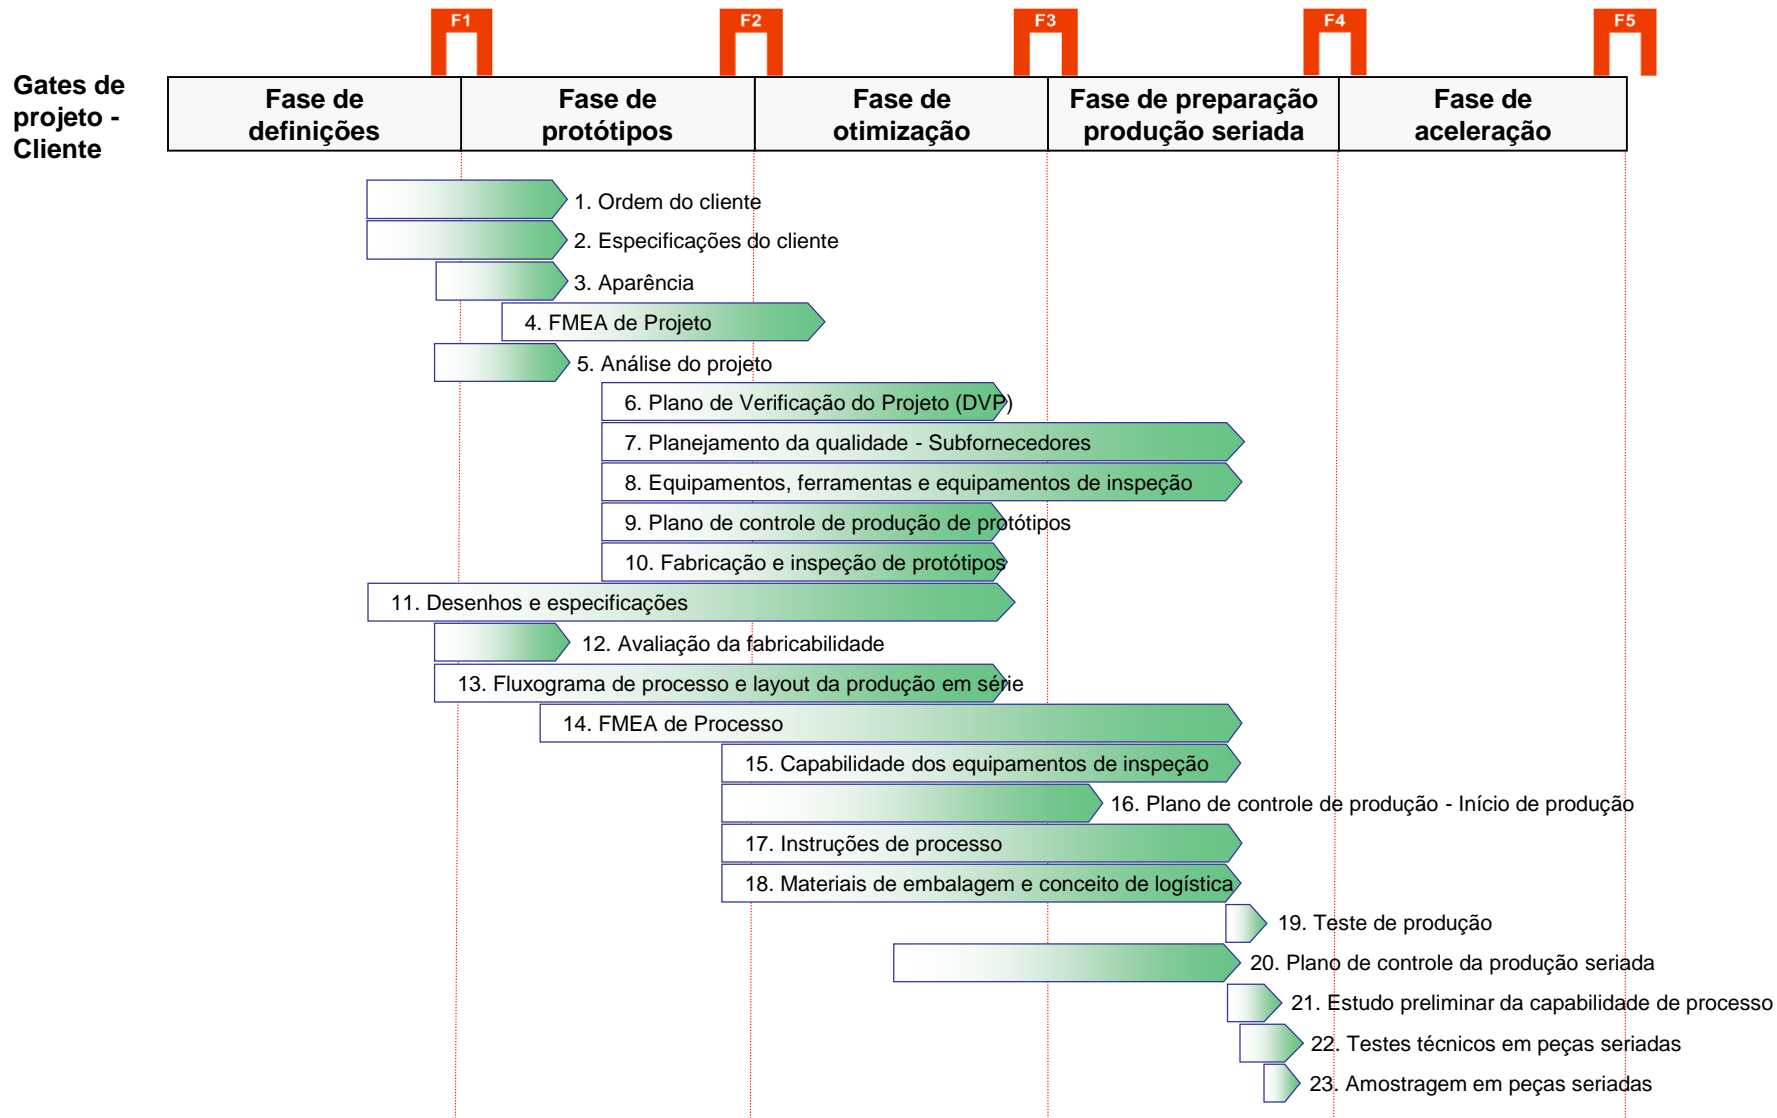 F1
F2
F3
F4
F5
Gates de
projeto -
Cliente
Fase de
definições
Fase de
protótipos
Fase de
otimização
Fase de preparação
produção seriada
Fase de
aceleração
1. Ordem do cliente
2. Especificações do cliente
3. Aparência
4. FMEA de Projeto
5. Análise do projeto
6. Plano de Verificação do Projeto (DVP)
7. Planejamento da qualidade - Subfornecedores
8. Equipamentos, ferramentas e equipamentos de inspeção
9. Plano de controle de produção de protótipos
10. Fabricação e inspeção de protótipos
11. Desenhos e especificações
12. Avaliação da fabricabilidade
13. Fluxograma de processo e layout da produção em série
14. FMEA de Processo
15. Capabilidade dos equipamentos de inspeção
16. Plano de controle de produção - Início de produção
17. Instruções de processo
18. Materiais de embalagem e conceito de logística
19. Teste de produção
20. Plano de controle da produção seriada
21. Estudo preliminar da capabilidade de processo
22. Testes técnicos em peças seriadas
23. Amostragem em peças seriadas